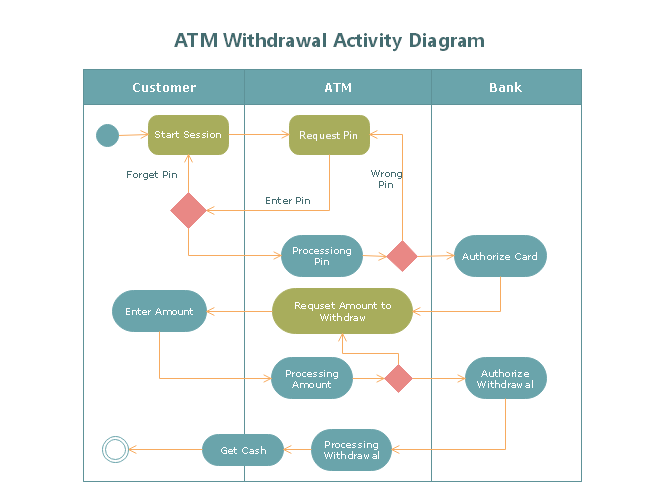 ATM Withdrawal Activity Diagram
Customer
ATM
Bank
Start Session
Request Pin
Forget Pin
Wrong
Pin
Enter Pin
Processiong
Pin
Authorize Card
Enter Amount
Requset Amount to
Withdraw
Processing
Amount
Authorize
Withdrawal
Get Cash
Processing
Withdrawal